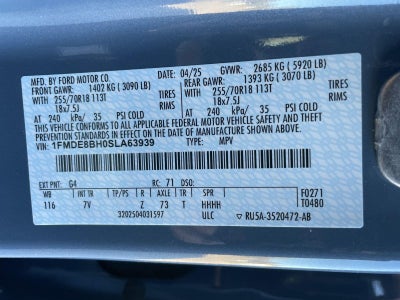 MFD. BY FORD MOTOR CO.
DATE: 04/25 GVWR: 2685 KG ( 5920 LB)
FRONT GAWR: 1402 KG ( 3090 LB) REAR GAWR: 1393 KG ( 3070 LB)
WITH TIRES 255/70R18 113T WITH TIRES
18x7.5J RIMS 255/70R18 113T RIMS
18x7.5J
AT 240 kPa/ 35 PSI COLD AT 240 kPa/ 35 PSI COLD
THIS VEHICLE CONFORMS TO ALL APPLICABLE FEDERAL MOTOR VEHICLE
SAFETY, BUMPER, AND THEFT PREVENTION STANDARDS IN EFFECT ON THE DATE
OF MANUFACTURE SHOWN ABOVE.
VIN: 1FMDE8BH0SLA63939 TYPE: MPV
EXT PNT: G4 RC: 71 DSO:
WB INT TR TP/PS R AXLE TR SPR
116 7V Z 73 T HHHH
F0271
T0480
3202504031597 ULC RU5A-3520472-AB